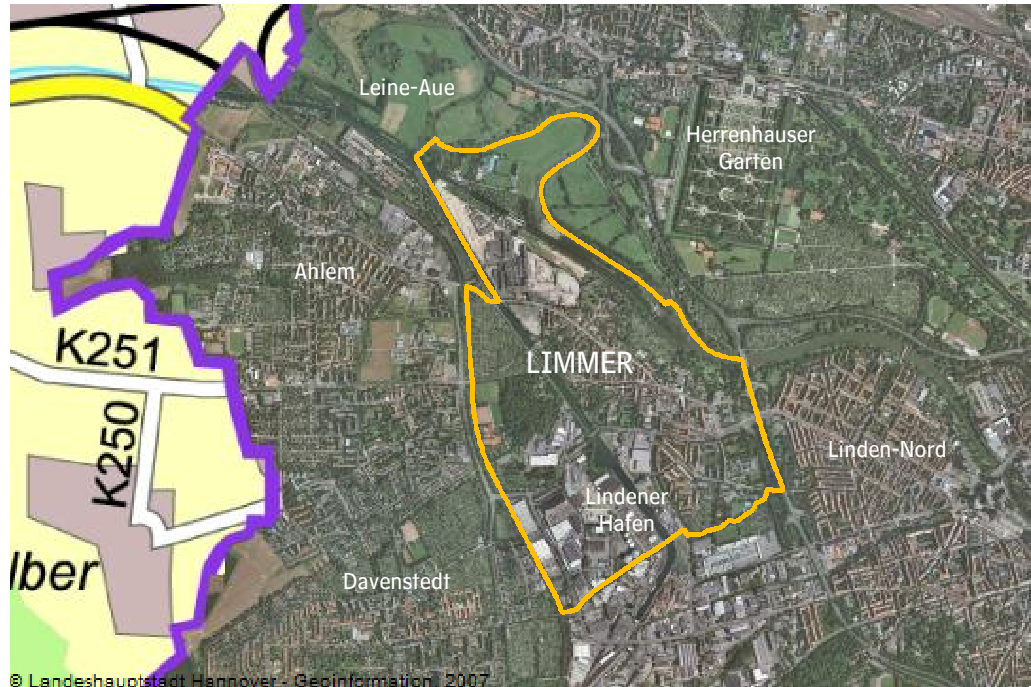 Leine-Aue
Herrenhauser
Garten
Ahlem
K251
LIMMER
K250
Linden-Nord
Lindener
Hafen
lber
Davenstedt
© Landeshauptstadt Hannover - Geoinformation, 2007